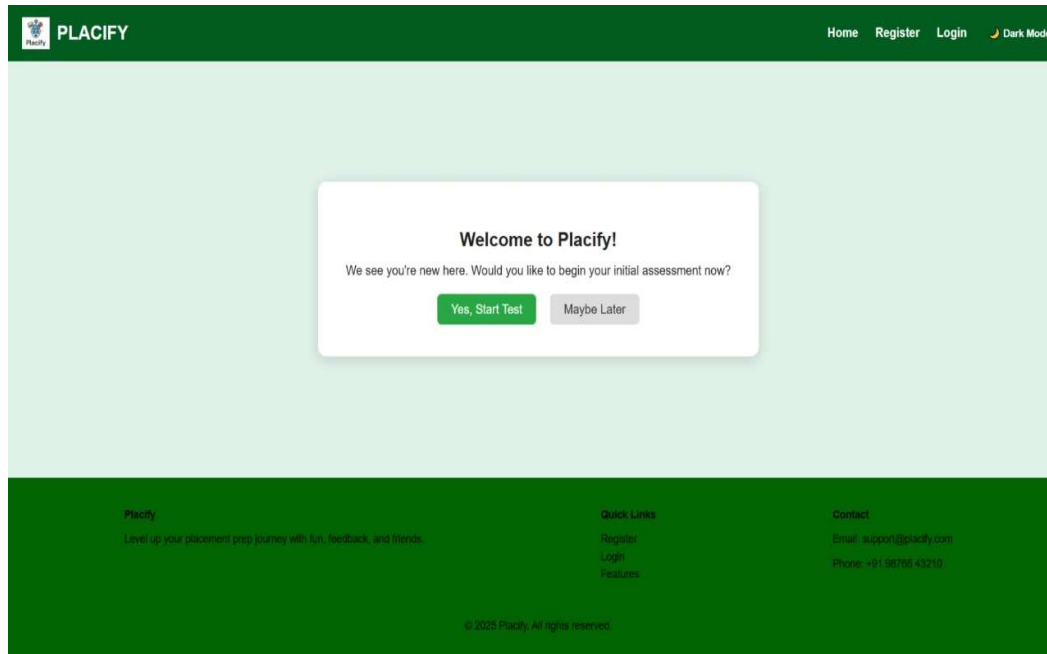 Placify
PLACIFY
Home Register Login 🌙 Dark Mode
Welcome to Placify!
We see you're new here. Would you like to begin your initial assessment now?
Yes, Start Test Maybe Later
Placify
Level up your placement prep journey with fun, feedback, and friends.
Quick Links
Register
Login
Features
Contact
Email: support@placify.com
Phone: +91 98765 43210
© 2025 Placify. All rights reserved.